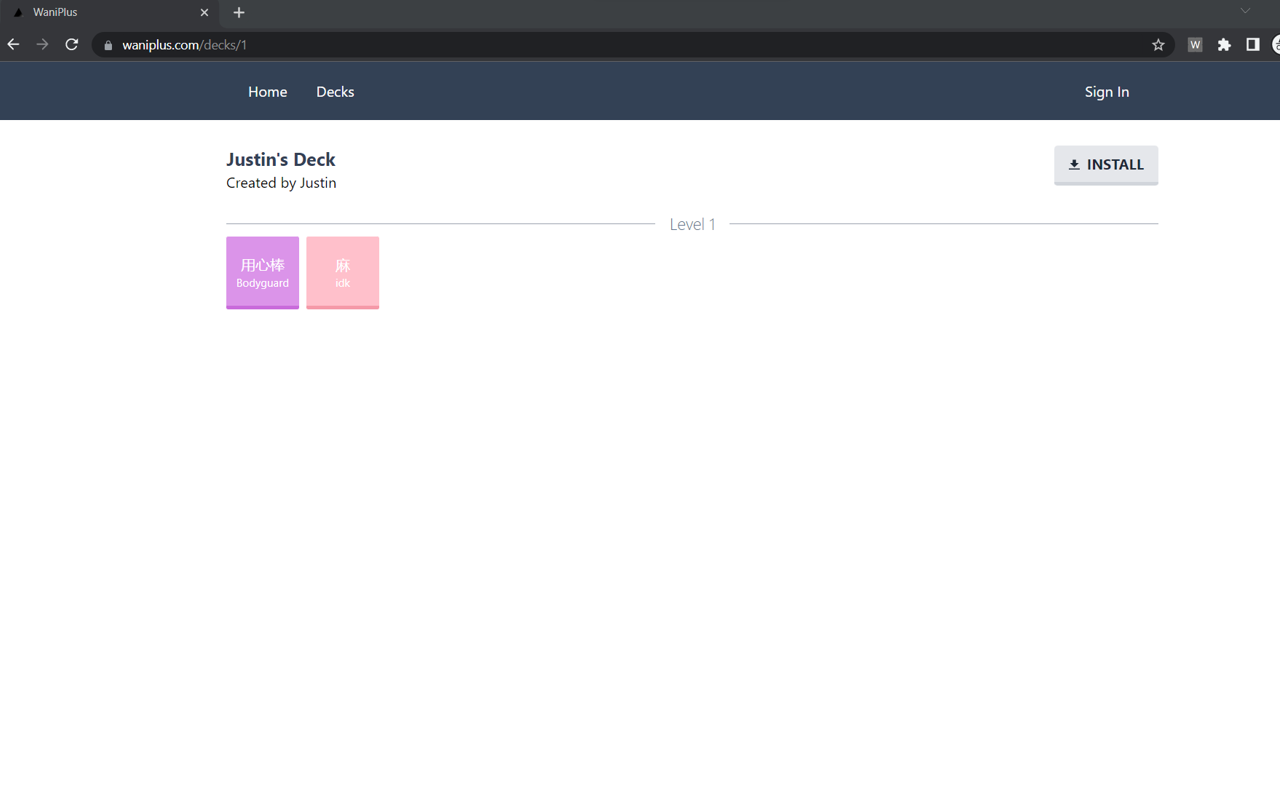 WaniPlus
waniplus.com/decks/1
W
Home Decks Sign In
Justin's Deck
INSTALL
Created by Justin
Level 1
用心棒 麻
Bodyguard idk